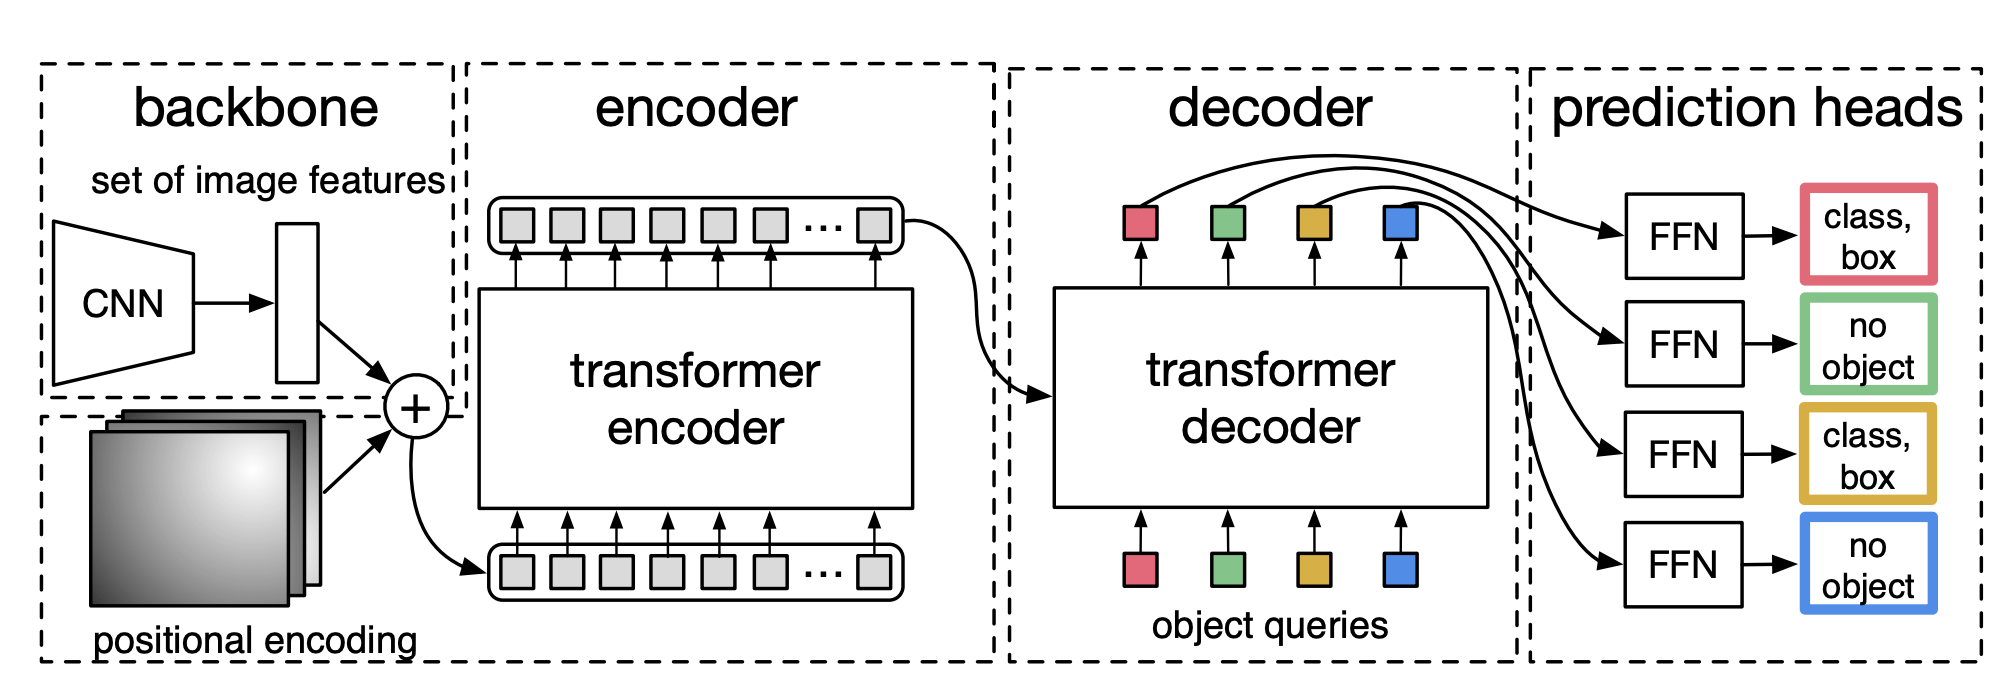 backbone
set of image features
CNN
+
positional encoding
encoder
...
transformer
encoder
...
decoder
transformer
decoder
object queries
prediction heads
FFN
class,
box
FFN
no
object
FFN
class,
box
FFN
no
object